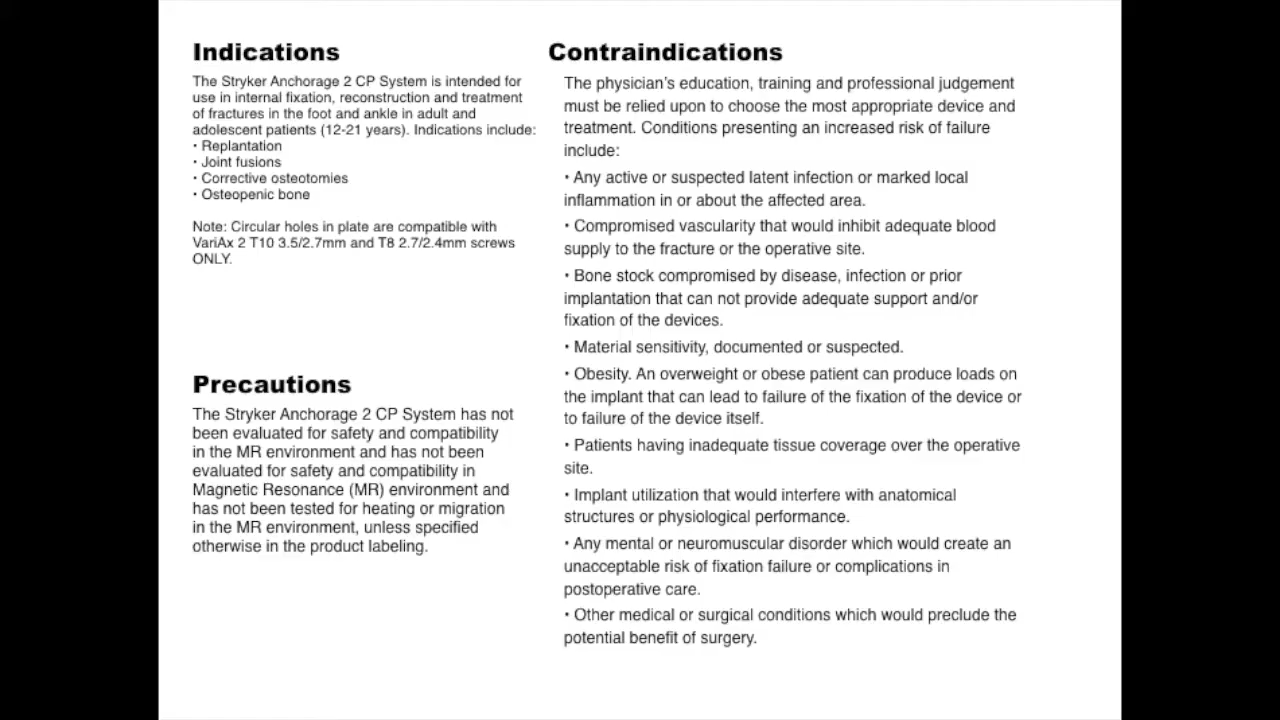 Indications
The Stryker Anchorage 2 CP System is intended for
use in internal fixation, reconstruction and treatment
of fractures in the foot and ankle in adult and
adolescent patients (12-21 years). Indications include:
• Replantation
• Joint fusions
• Corrective osteotomies
• Osteopenic bone
Note: Circular holes in plate are compatible with
VariAx 2 T10 3.5/2.7mm and T8 2.7/2.4mm screws
ONLY.
Precautions
The Stryker Anchorage 2 CP System has not
been evaluated for safety and compatibility
in the MR environment and has not been
evaluated for safety and compatibility in
Magnetic Resonance (MR) environment and
has not been tested for heating or migration
in the MR environment, unless specified
otherwise in the product labeling.
Contraindications
The physician’s education, training and professional judgement
must be relied upon to choose the most appropriate device and
treatment. Conditions presenting an increased risk of failure
include:
• Any active or suspected latent infection or marked local
inflammation in or about the affected area.
• Compromised vascularity that would inhibit adequate blood
supply to the fracture or the operative site.
• Bone stock compromised by disease, infection or prior
implantation that can not provide adequate support and/or
fixation of the devices.
• Material sensitivity, documented or suspected.
• Obesity. An overweight or obese patient can produce loads on
the implant that can lead to failure of the fixation of the device or
to failure of the device itself.
• Patients having inadequate tissue coverage over the operative
site.
• Implant utilization that would interfere with anatomical
structures or physiological performance.
• Any mental or neuromuscular disorder which would create an
unacceptable risk of fixation failure or complications in
postoperative care.
• Other medical or surgical conditions which would preclude the
potential benefit of surgery.